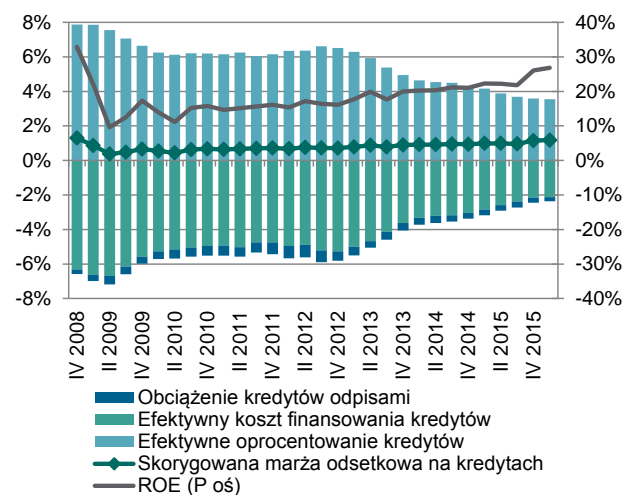 8% 40%
6% 30%
4% 20%
2% 10%
0% 0%
-2% 10%
-4% -20%
-6% -30%
-8% -40%
IV 2008
II 2009
IV 2009
II 2010
IV 2010
II 2011
IV 2011
II 2012
IV 2012
II 2013
IV 2013
II 2014
IV 2014
II 2015
IV 2015
Obciążenie kredytów odpisami
Efektywny koszt finansowania kredytów
Efektywne oprocentowanie kredytów
Skorygowana marża odsetkowa na kredytach
ROE (P oś)